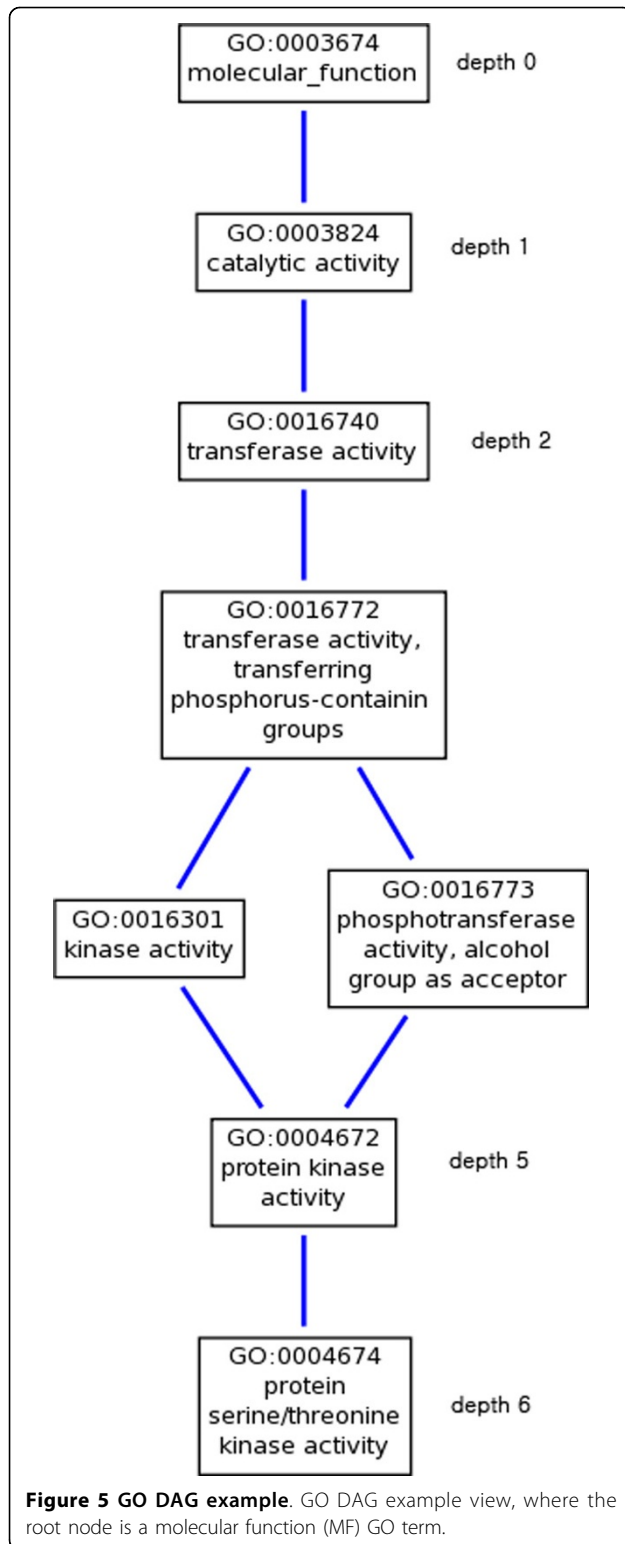 GO:0003674
molecular_function
depth 0
GO:0003824
catalytic activity
depth 1
GO:0016740
transferase activity
depth 2
GO:0016772
transferase activity,
transferring
phosphorus-containin
groups
GO:0016301
kinase activity
GO:0016773
phosphotransferase
activity, alcohol
group as acceptor
GO:0004672
protein kinase
activity
depth 5
GO:0004674
protein
serine/threonine
kinase activity
depth 6
Figure 5 GO DAG example. GO DAG example view, where the
root node is a molecular function (MF) GO term.